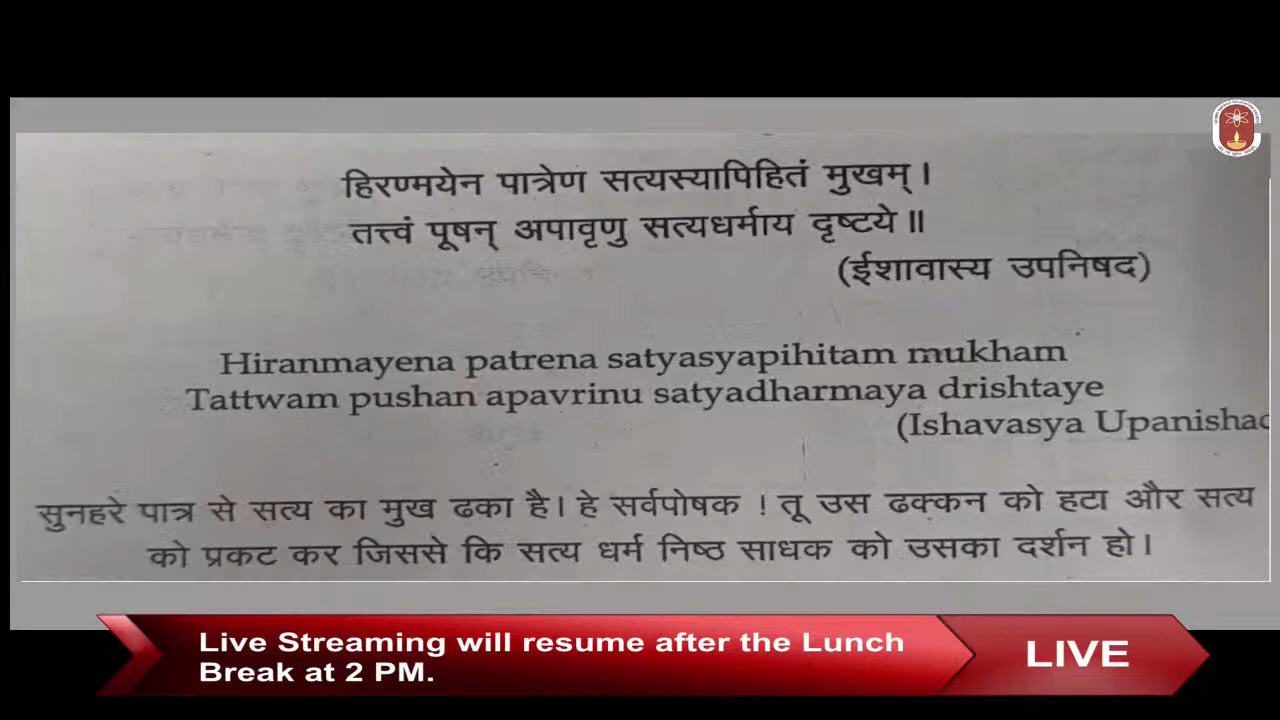 हिरण्मयेन पात्रेण सत्यस्यापिहितं मुखम् ।
तत्त्वं पूषन् अपावृणु सत्यधर्माय दृष्टये ॥
(ईशावास्य उपनिषद)
Hiranmayena patrena satyasyapihitam mukham
Tattwam pushan apavrinu satyadharmaya drishtaye
(Ishavasya Upanishad
सुनहरे पात्र से सत्य का मुख ढका है। हे सर्वपोषक ! तू उस ढक्कन को हटा और सत्य
को प्रकट कर जिससे कि सत्य धर्म निष्ठ साधक को उसका दर्शन हो।
Live Streaming will resume after the Lunch
Break at 2 PM.
LIVE